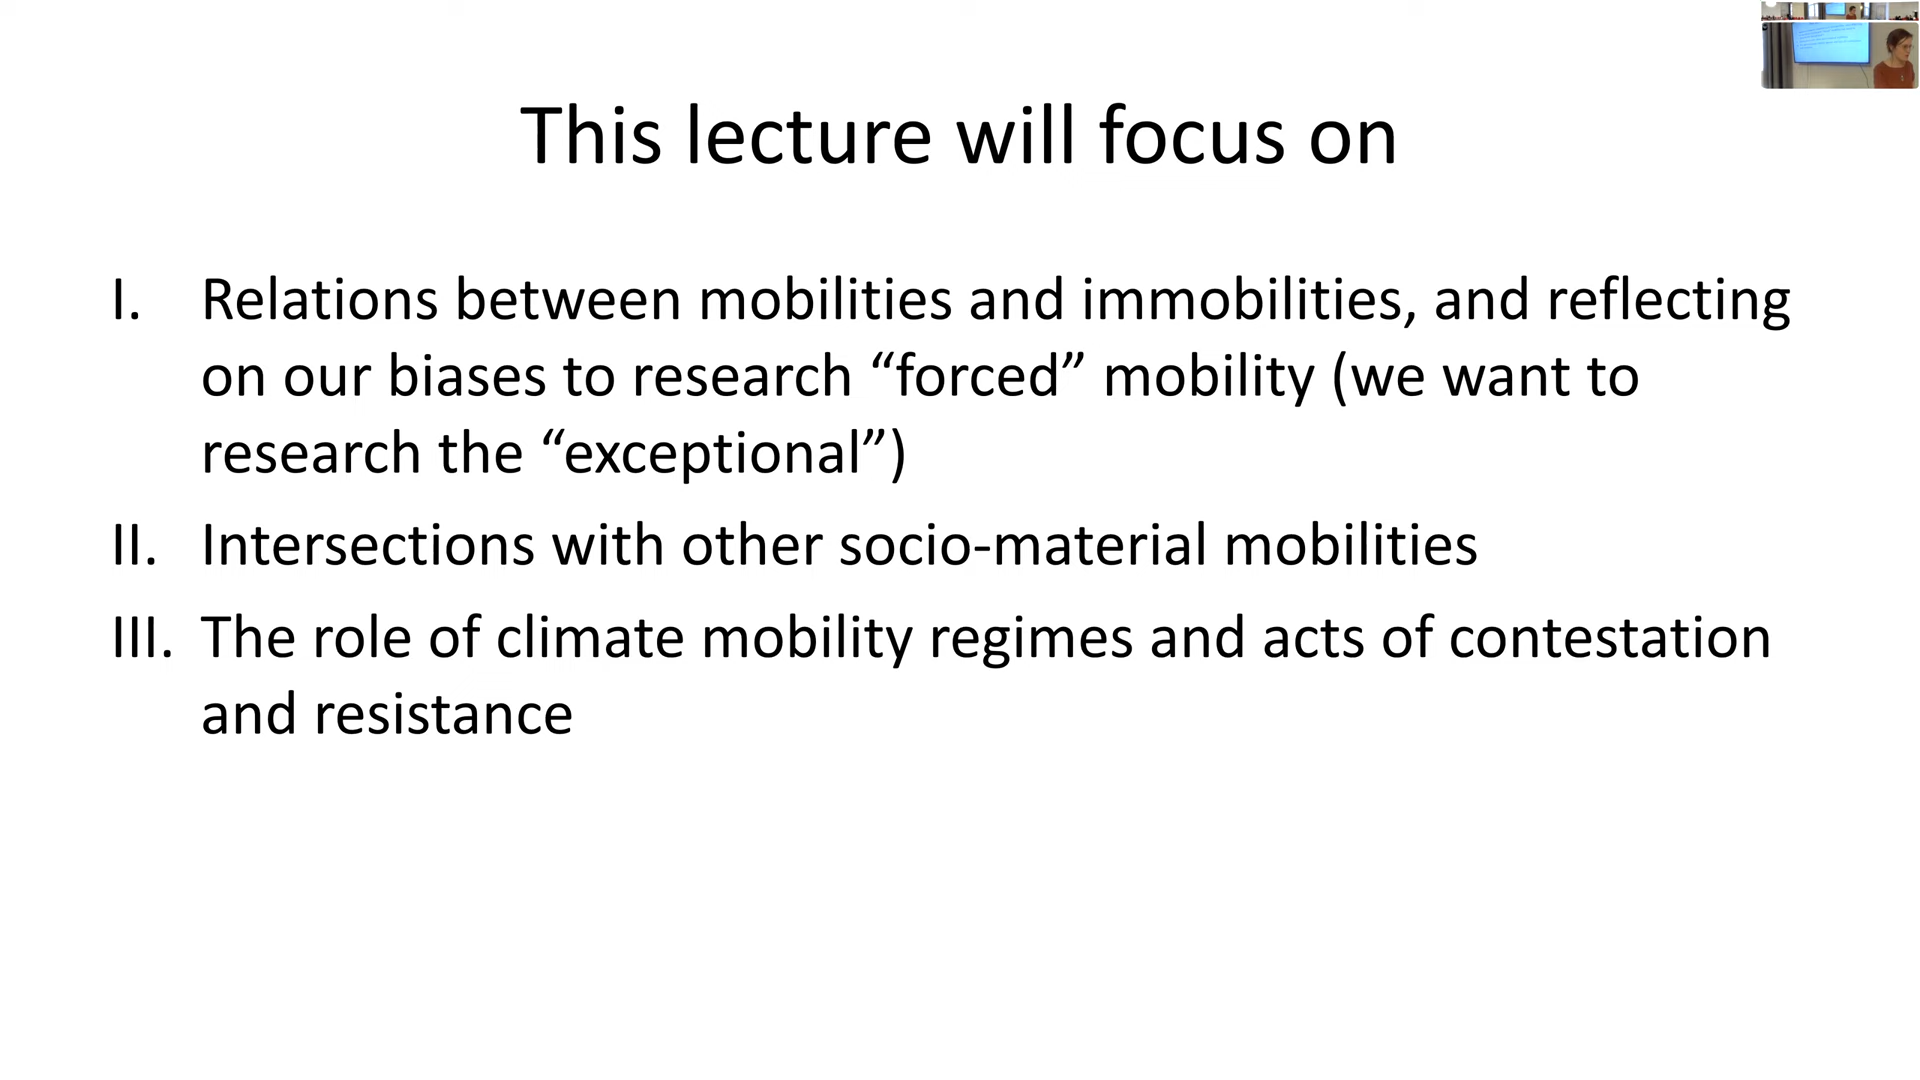 This lecture will focus on
I. Relations between mobilities and immobilities, and reflecting
on our biases to research “forced” mobility (we want to
research the “exceptional”)
II. Intersections with other socio-material mobilities
III. The role of climate mobility regimes and acts of contestation
and resistance